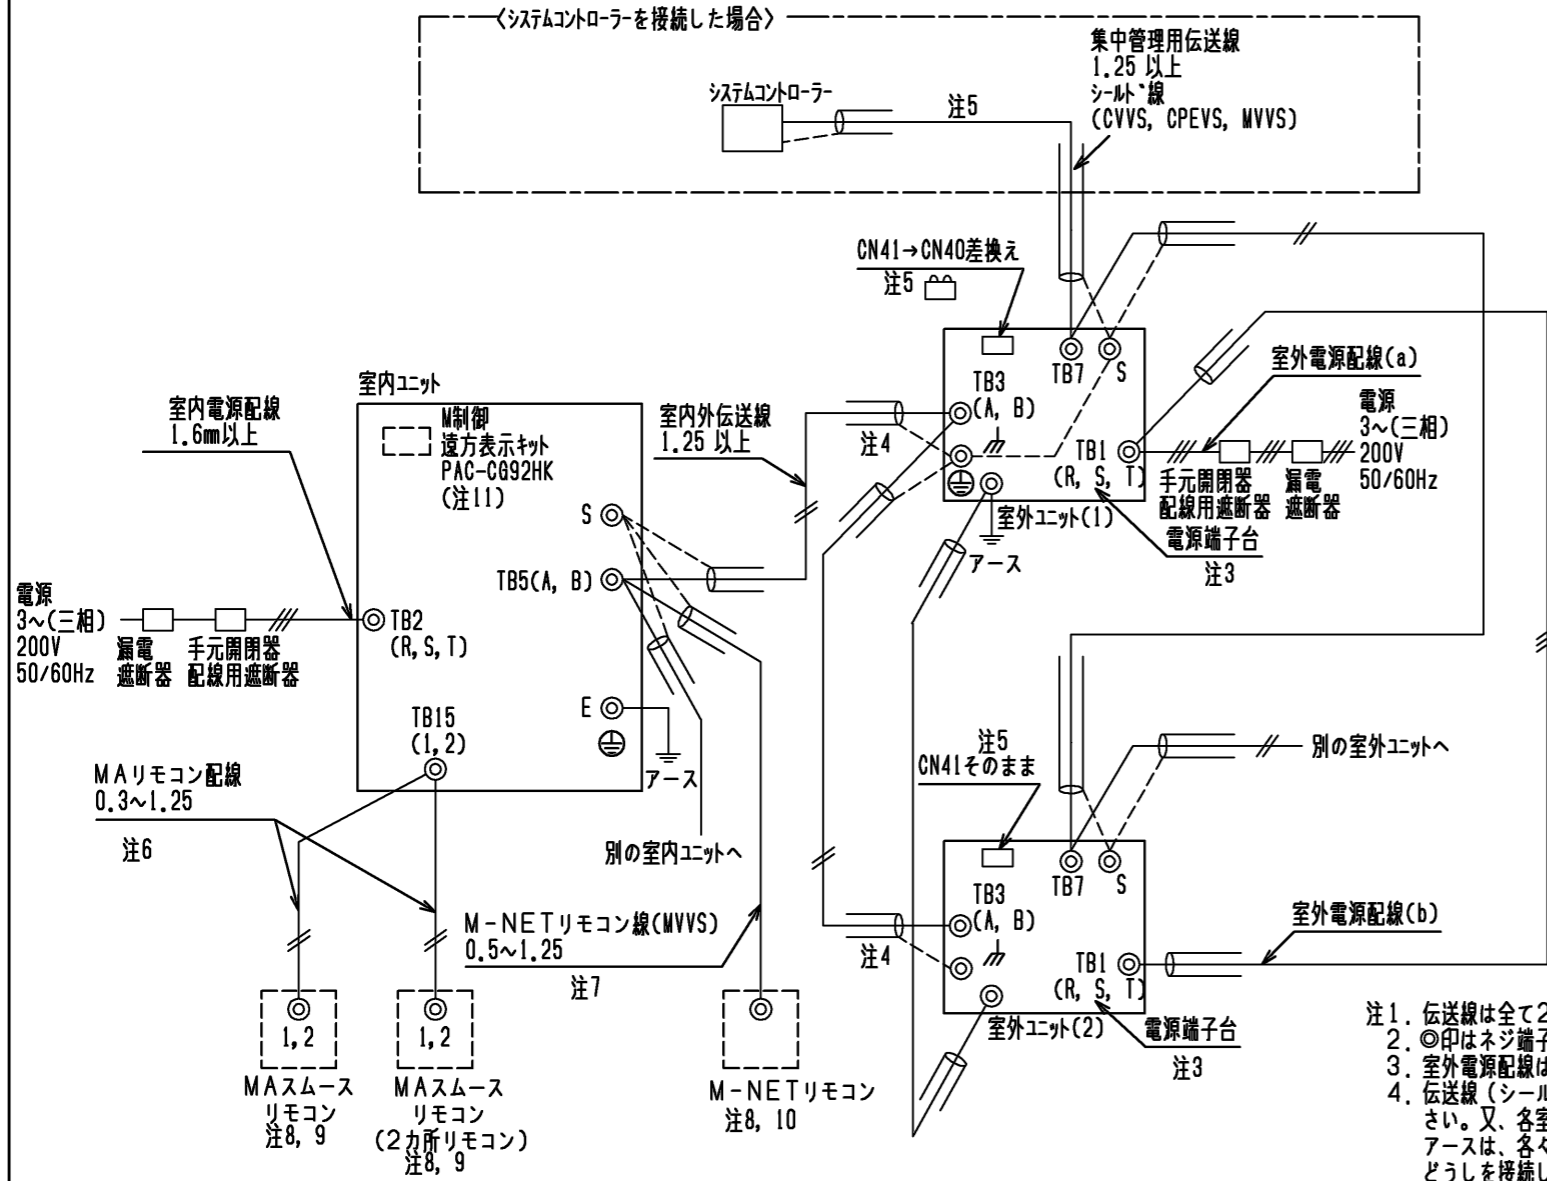 〈システムコントローラーを接続した場合〉
集中管理用伝送線
1.25 以上
シールド線
(CVVS, CPEVS, MVVS)
システムコントローラー
注5
CN41→CN40差換え
注5
TB3
(A, B)
TB7
S
TB1
(R, S, T)
室外ユニット(1)
アース
室外電源配線(a)
電源
3~(三相)
200V
50/60Hz
手元開閉器
配線用遮断器
漏電
遮断器
電源端子台
注3
室内ユニット
M制御
遠方表示キット
PAC-CG92HK
(注11)
室内電源配線
1.6mm以上
室内外伝送線
1.25 以上
注4
S
TB5(A, B)
電源
3~(三相)
200V
50/60Hz
漏電
遮断器
手元開閉器
配線用遮断器
TB2
(R,S,T)
E
アース
TB15
(1,2)
MAリモコン配線
0.3~1.25
注6
別の室内ユニットへ
M-NETリモコン線(MVVS)
0.5~1.25
注7
1,2
MAスムース
リモコン
注8, 9
1,2
MAスムース
リモコン
(2カ所リモコン)
注8, 9
M-NETリモコン
注8, 10
注5
CN41そのまま
別の室外ユニットへ
TB3
(A, B)
TB7
S
注4
TB1
(R, S, T)
室外ユニット(2)
室外電源配線(b)
電源端子台
注3
注1. 伝送線は全て2
2. ◎印はネジ端子
3. 室外電源配線は
4. 伝送線(シール
さい。又、各室
アースは、各々
どうしを接続し